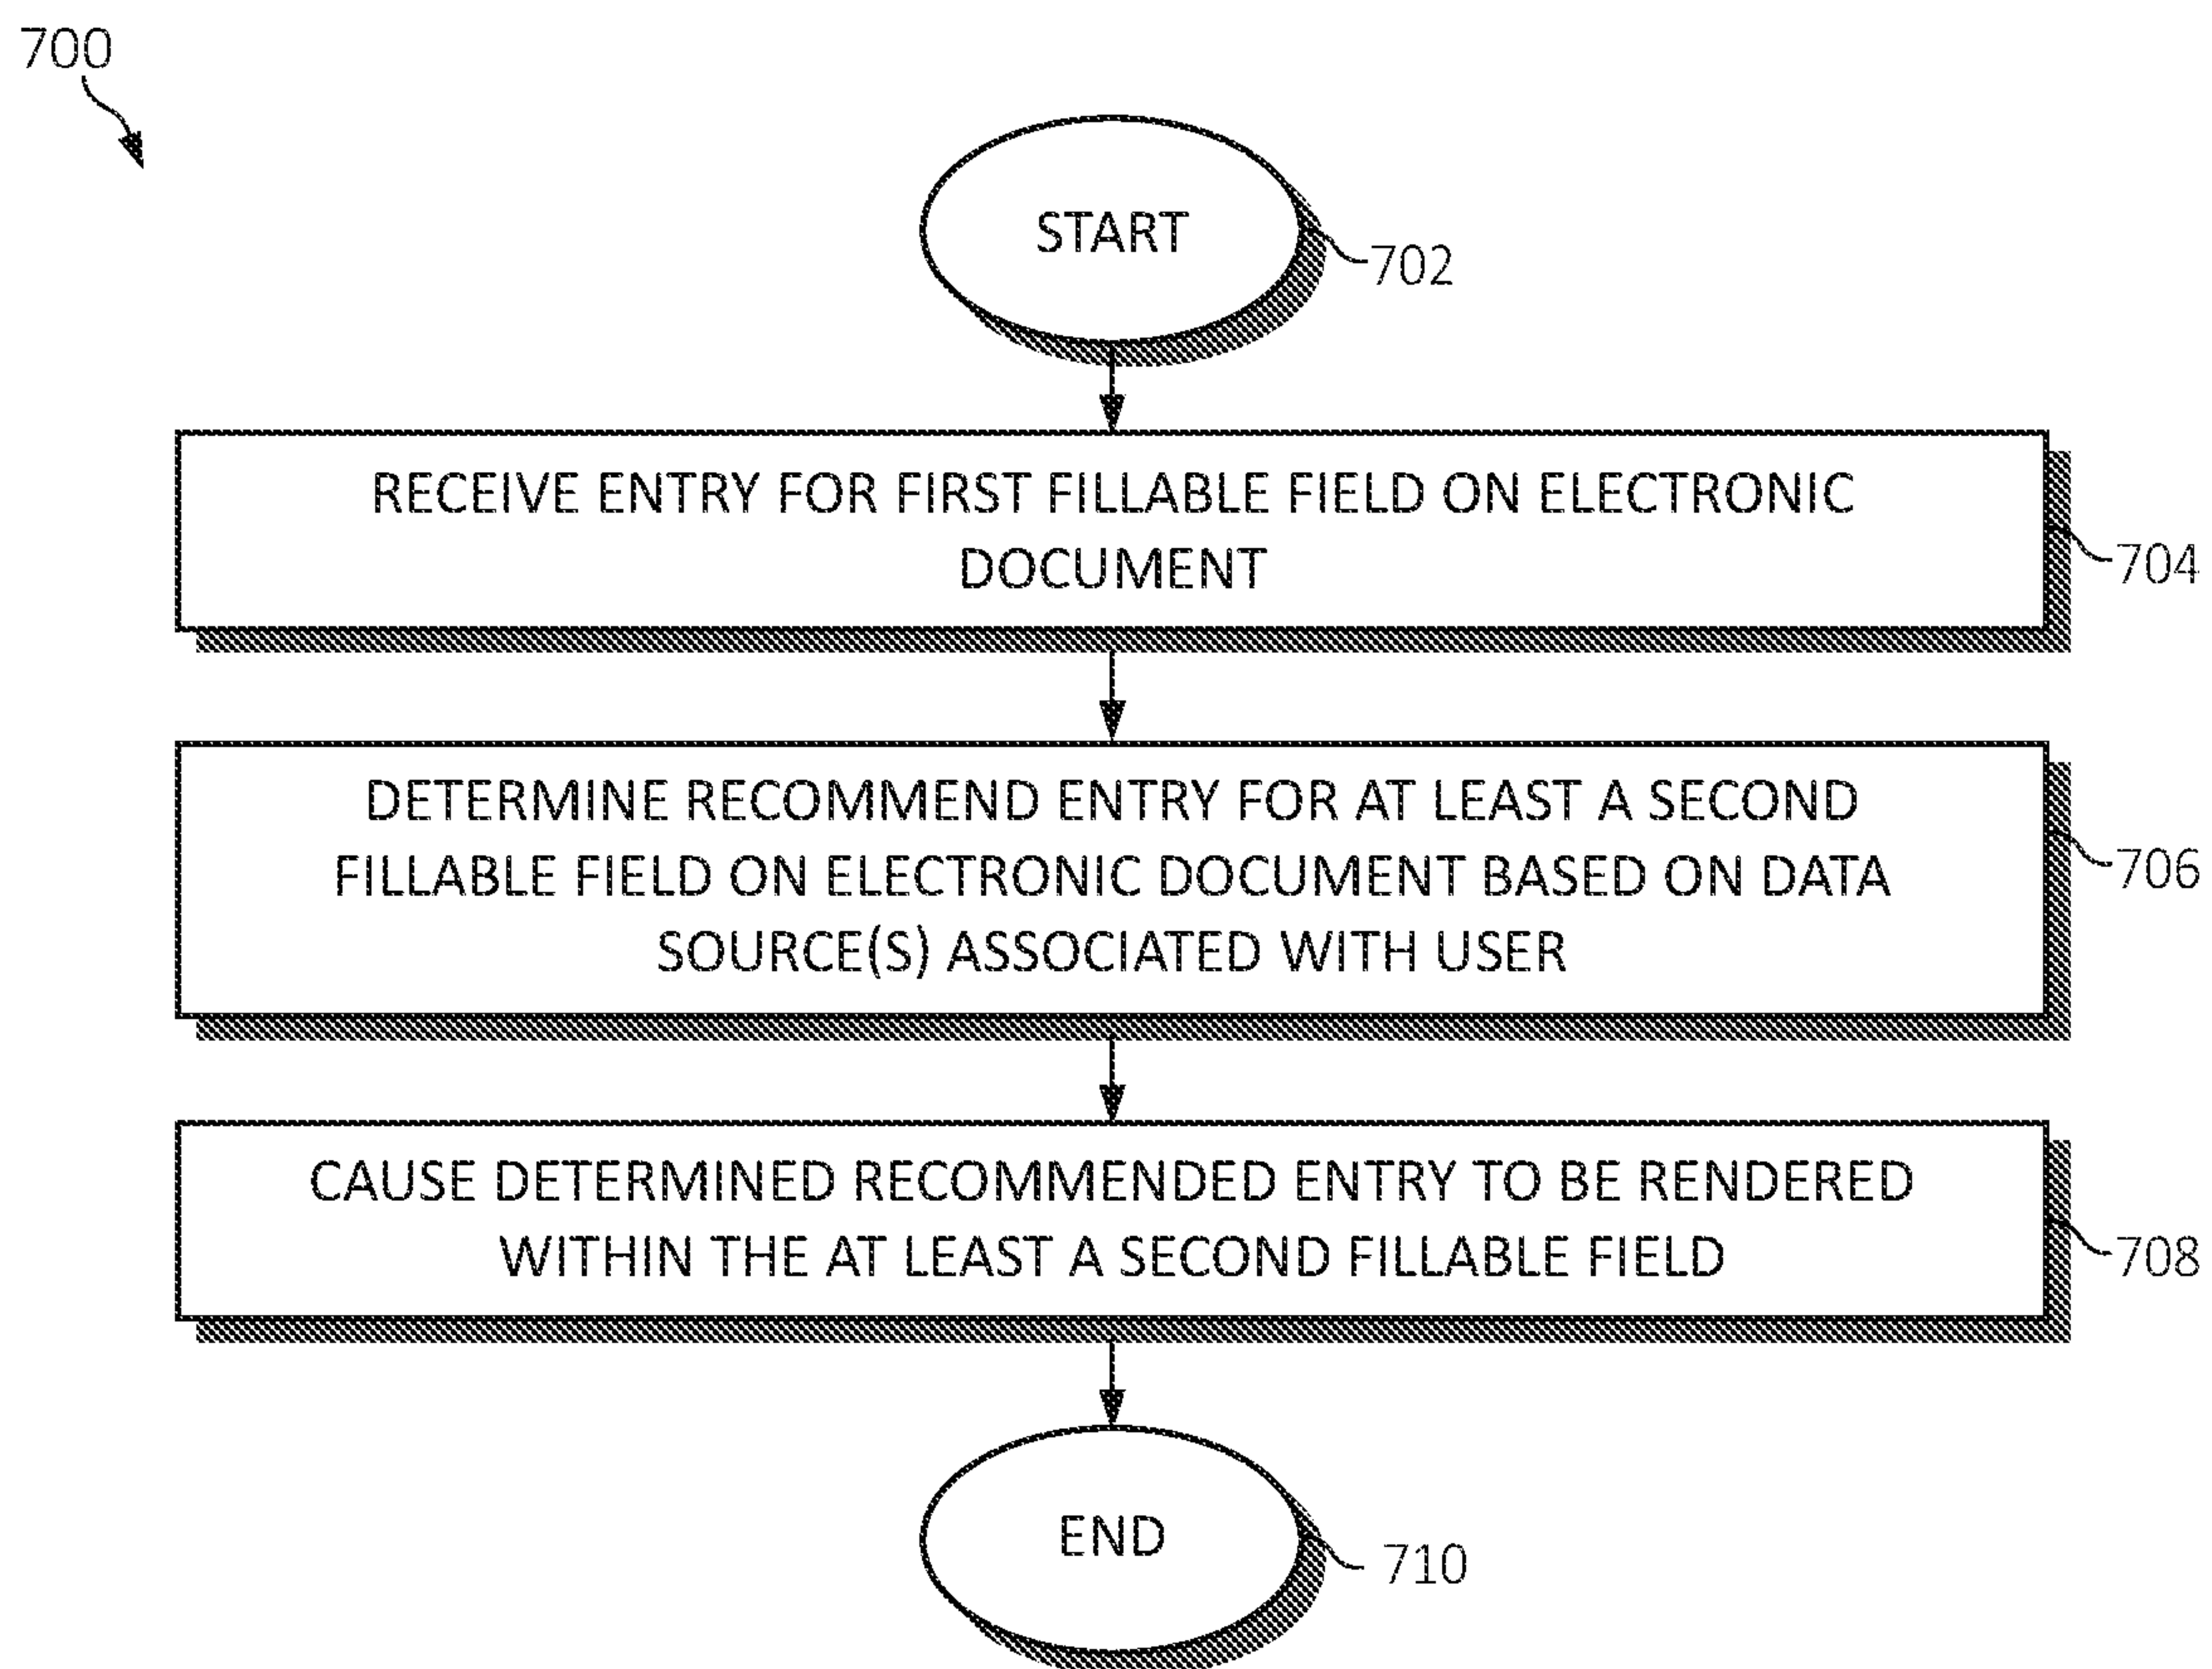 700
START
702
RECEIVE ENTRY FOR FIRST FILLABLE FIELD ON ELECTRONIC
DOCUMENT
704
DETERMINE RECOMMEND ENTRY FOR AT LEAST A SECOND
FILLABLE FIELD ON ELECTRONIC DOCUMENT BASED ON DATA
SOURCE(S) ASSOCIATED WITH USER
706
CAUSE DETERMINED RECOMMENDED ENTRY TO BE RENDERED
WITHIN THE AT LEAST A SECOND FILLABLE FIELD
708
END
710